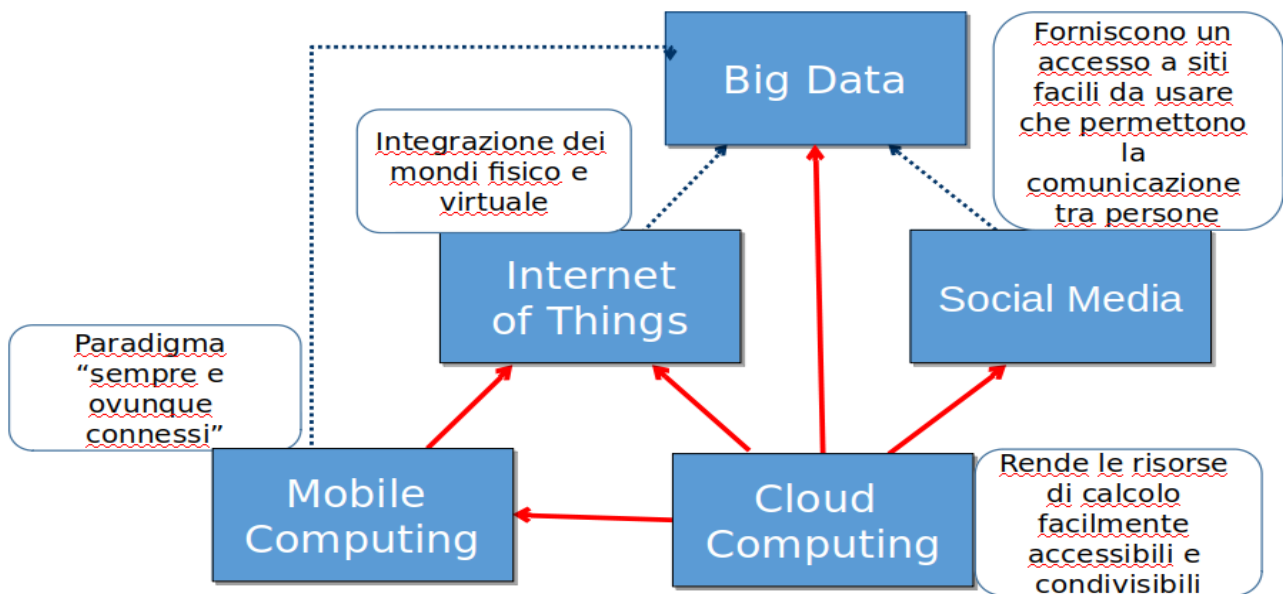 Big Data
Forniscono un
accesso a siti
facili da usare
che permettono
la
comunicazione
tra persone
Integrazione dei
mondi fisico e
virtuale
Internet
of Things
Social Media
Paradigma
“sempre e
ovunque
connessi”
Mobile
Computing
Cloud
Computing
Rende le risorse
di calcolo
facilmente
accessibili e
condivisibili